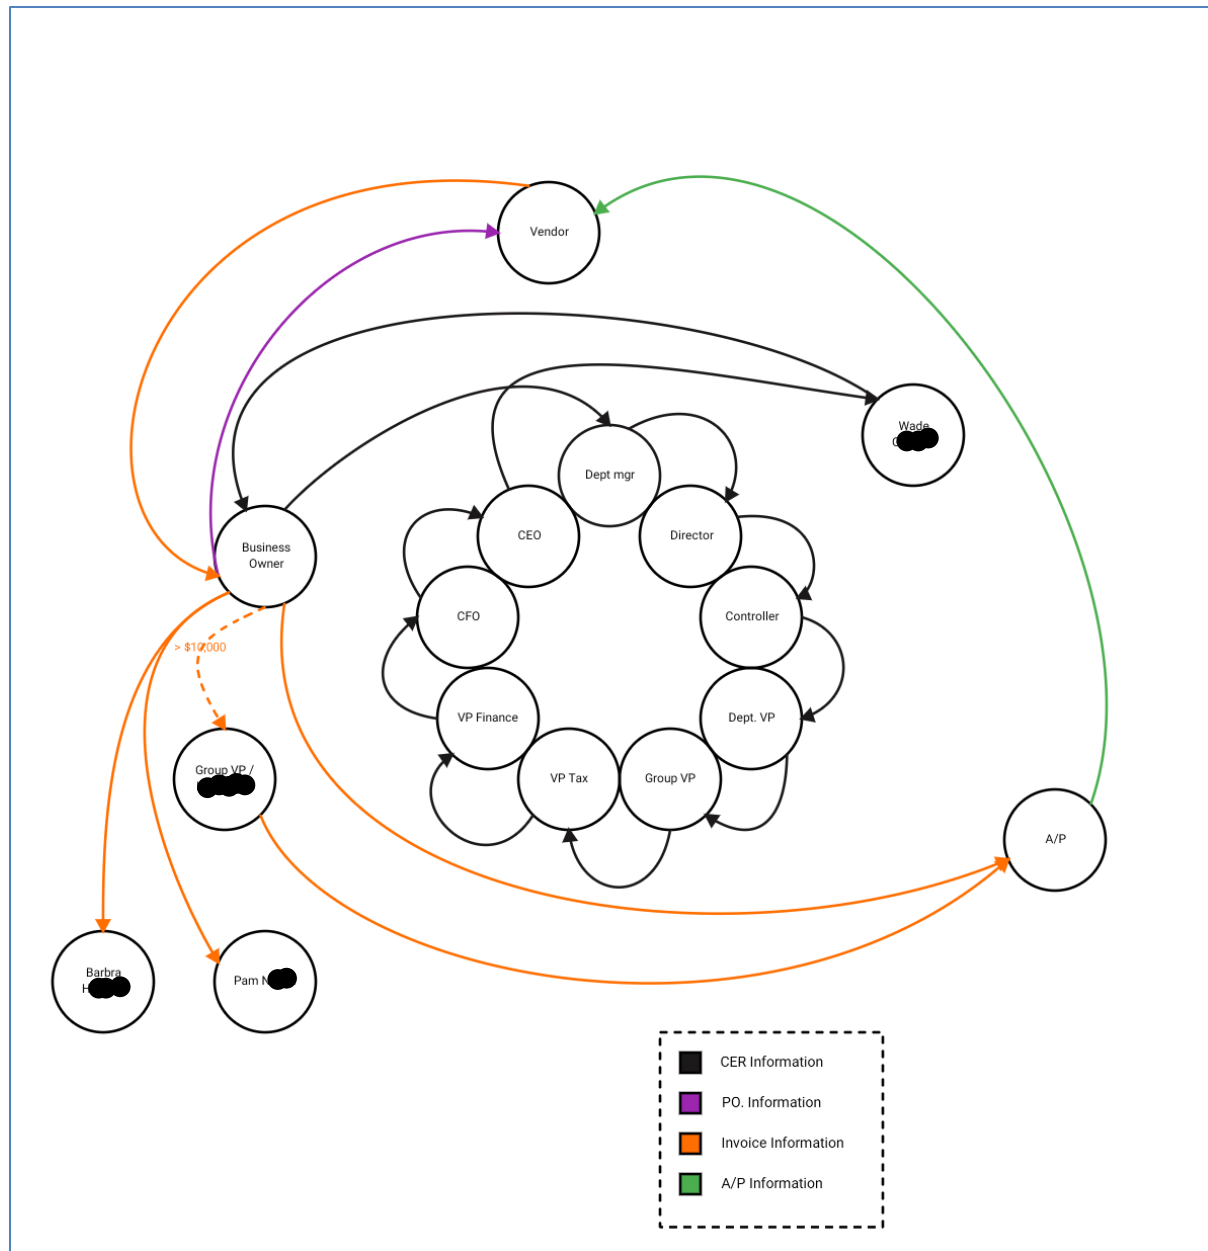 Vendor
Wade
Dept mgr
CEO
Director
Business
Owner
CFO
Controller
> $10,000
VP Finance
Dept. VP
Group VP /
VP Tax
Group VP
A/P
Barbra
Pam
CER Information
PO. Information
Invoice Information
A/P Information